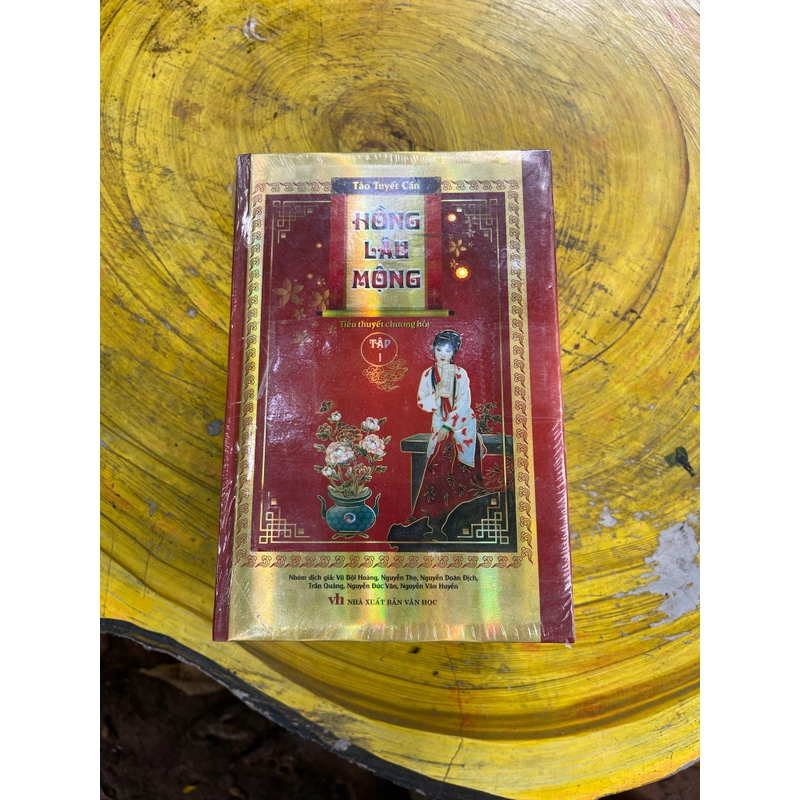 Tào Tuyết Cần
HỒNG
LÂU
MỘNG
Tiểu thuyết chương hồi
TẬP
1
Nhóm dịch giả: Vũ Bội Hoàng, Nguyễn Thọ, Nguyễn Doãn Địch,
Trần Quảng, Nguyễn Đức Vân, Nguyễn Văn Huyến
vh NHÀ XUẤT BẢN VĂN HỌC